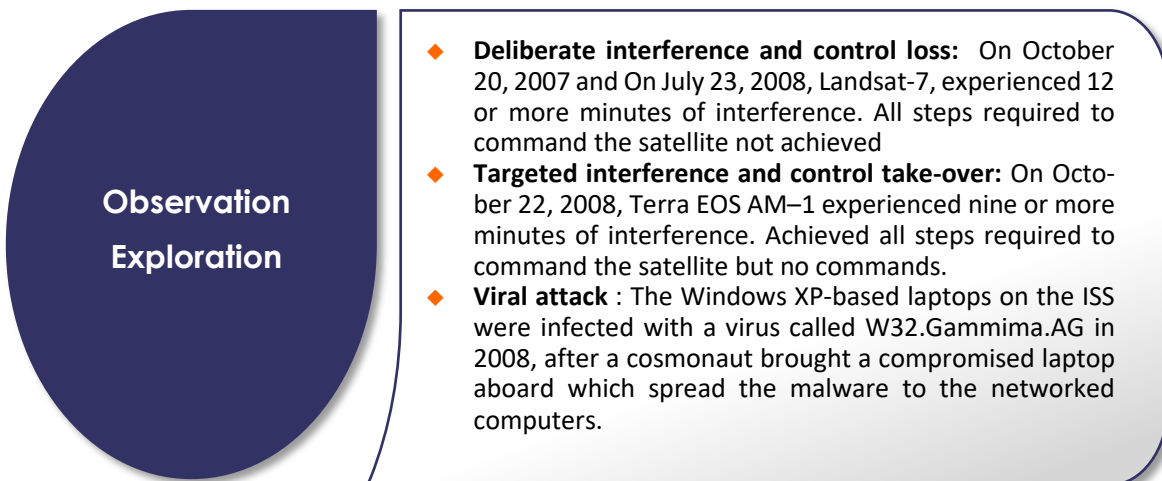 Observation
Exploration
◆ Deliberate interference and control loss: On October
20, 2007 and On July 23, 2008, Landsat-7, experienced 12
or more minutes of interference. All steps required to
command the satellite not achieved
◆ Targeted interference and control take-over: On Octo-
ber 22, 2008, Terra EOS AM–1 experienced nine or more
minutes of interference. Achieved all steps required to
command the satellite but no commands.
◆ Viral attack : The Windows XP-based laptops on the ISS
were infected with a virus called W32.Gammima.AG in
2008, after a cosmonaut brought a compromised laptop
aboard which spread the malware to the networked
computers.